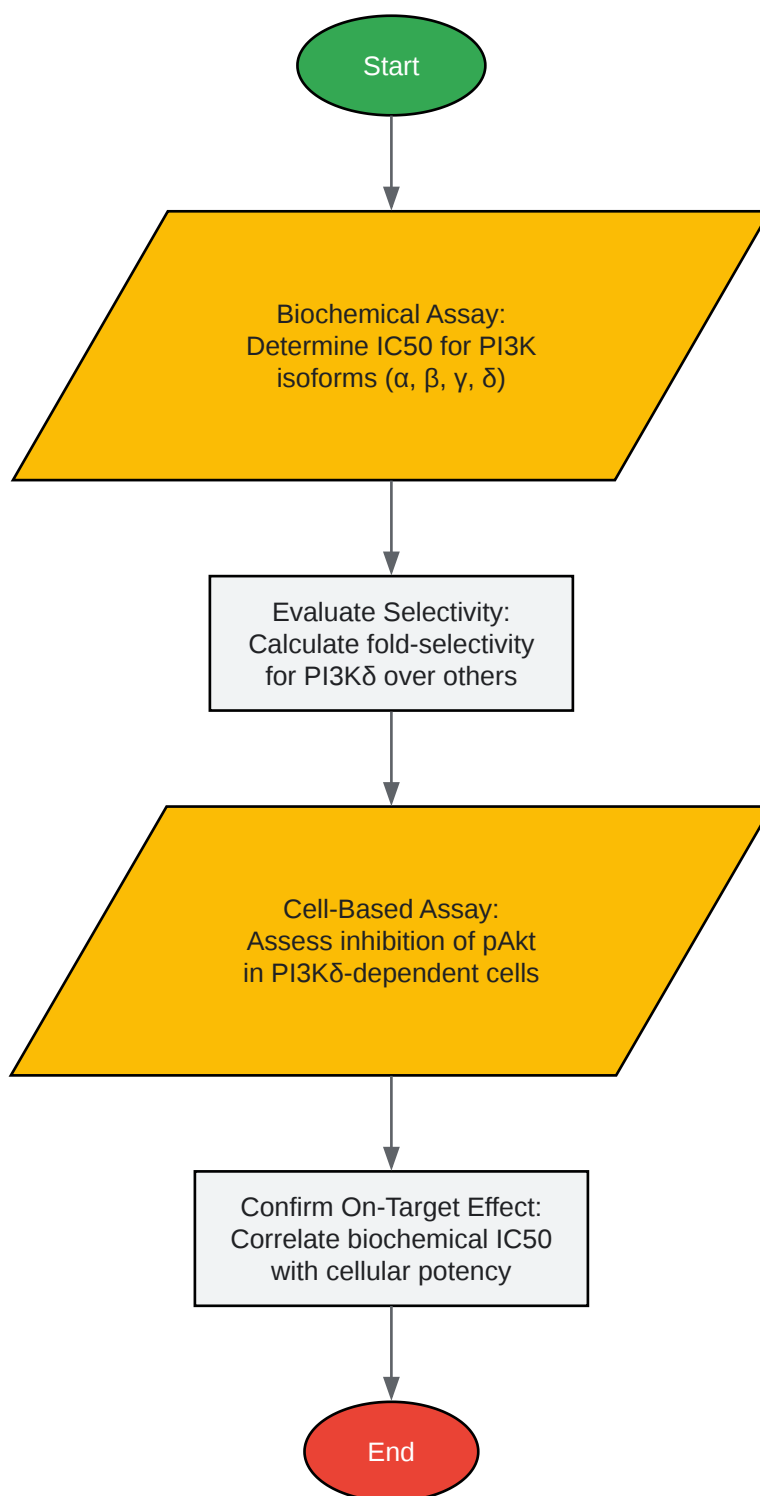 Start
Biochemical Assay:
Determine IC50 for PI3K
isoforms (α, β, γ, δ)
Evaluate Selectivity:
Calculate fold-selectivity
for PI3Kδ over others
Cell-Based Assay:
Assess inhibition of pAkt
in PI3Kδ-dependent cells
Confirm On-Target Effect:
Correlate biochemical IC50
with cellular potency
End